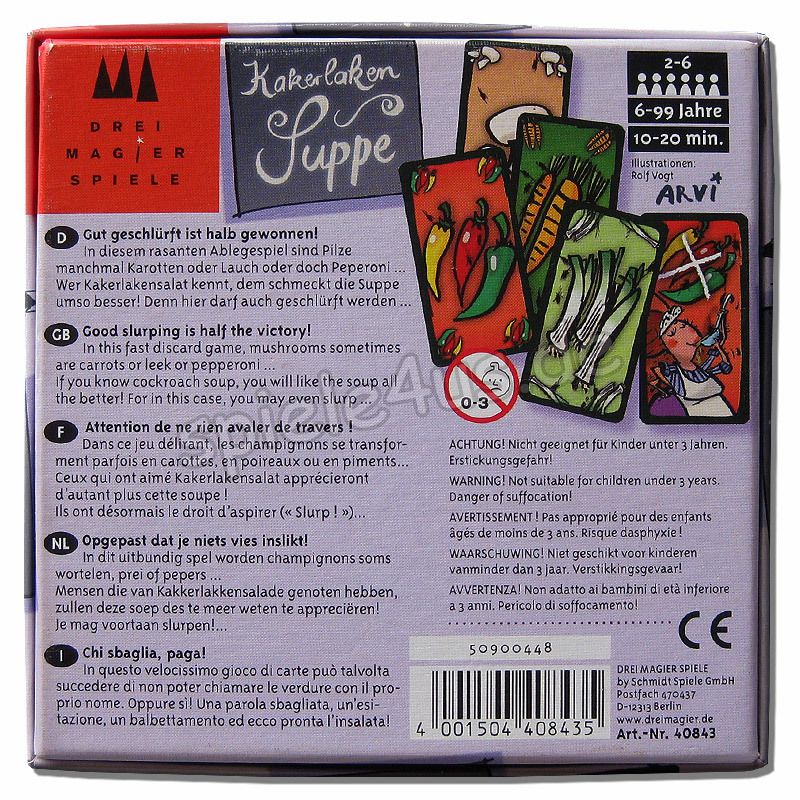 DREI
MAGIER
SPIELE
Kakerlaken
Suppe
2-6
6-99 Jahre
10-20 min.
Illustrationen:
Rolf Vogt
ARVi
D Gut geschlürft ist halb gewonnen!
In diesem rasanten Ablegespiel sind Pilze
manchmal Karotten oder Lauch oder doch Peperoni ...
Wer Kakerlakensalat kennt, dem schmeckt die Suppe
umso besser! Denn hier darf auch geschlürft werden ...
GB Good slurping is half the victory!
In this fast discard game, mushrooms sometimes
are carrots or leek or pepperoni ...
If you know cockroach soup, you will like the soup all
the better! For in this case, you may even slurp ...
F Attention de ne rien avaler de travers !
Dans ce jeu délirant, les champignons se transfor-
ment parfois en carottes, en poireaux ou en piments...
Ceux qui ont aimé Kakerlakensalat apprécieront
d'autant plus cette soupe !
Ils ont désormais le droit d'aspirer (« Slurp ! »)...
NL Opgepast dat je niets vies inslikt!
In dit uitbundig spel worden champignons soms
wortelen, prei of pepers ...
Mensen die van Kakkerlakkensalade genoten hebben,
zullen deze soep des te meer weten te appreciëren!
Je mag voortaan slurpen!...
I Chi sbaglia, paga!
In questo velocissimo gioco di carte può talvolta
succedere di non poter chiamare le verdure con il pro-
prio nome. Oppure sì! Una parola sbagliata, un'esi-
tazione, un balbettamento ed ecco pronta l'insalata!
0-3
ACHTUNG! Nicht geeignet für Kinder unter 3 Jahren.
Erstickungsgefahr!
WARNING! Not suitable for children under 3 years.
Danger of suffocation!
AVERTISSEMENT! Pas approprié pour des enfants
âgés de moins de 3 ans. Risque dasphyxie!
WAARSCHUWING! Niet geschikt voor kinderen
vanminder dan 3 jaar. Verstikkingsgevaar!
AVVERTENZA! Non adatto ai bambini di età inferiore
a 3 anni. Pericolo di soffocamento!
CE
50900448
4 001504 408435
DREI MAGIER SPIELE
by Schmidt Spiele GmbH
Postfach 470437
D-12313 Berlin
www.dreimagier.de
Art.-Nr. 40843
spiele4us.de